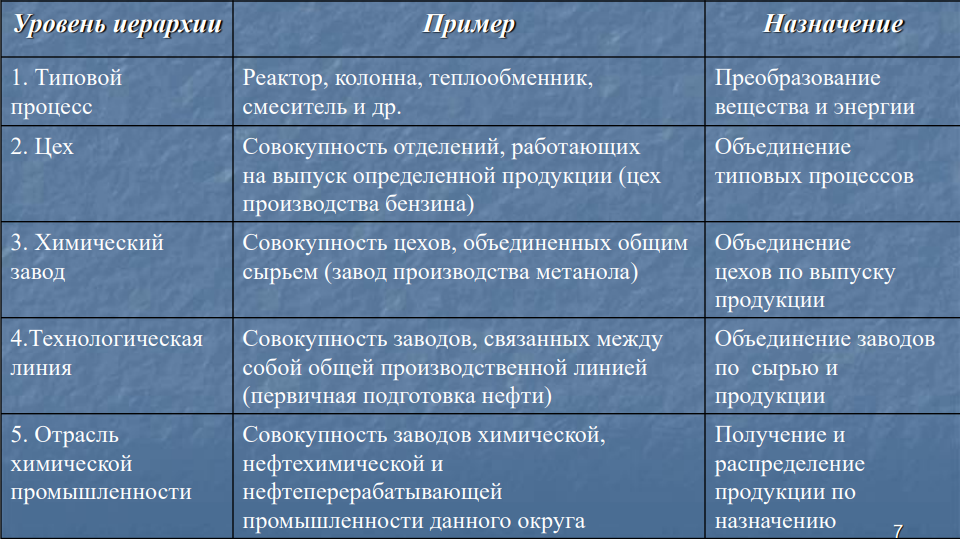 Уровень иерархии
Пример
Назначение
1. Типовой
процесс
Реактор, колонна, теплообменник,
смеситель и др.
Преобразование
вещества и энергии
2. Цех
Совокупность отделений, работающих
на выпуск определенной продукции (цех
производства бензина)
Объединение
типовых процессов
3. Химический
завод
Совокупность цехов, объединенных общим
сырьем (завод производства метанола)
Объединение
цехов по выпуску
продукции
4.Технологическая
линия
Совокупность заводов, связанных между
собой общей производственной линией
(первичная подготовка нефти)
Объединение заводов
по сырью и
продукции
5. Отрасль
химической
промышленности
Совокупность заводов химической,
нефтехимической и
нефтеперерабатывающей
промышленности данного округа
Получение и
распределение
продукции по
назначению
7